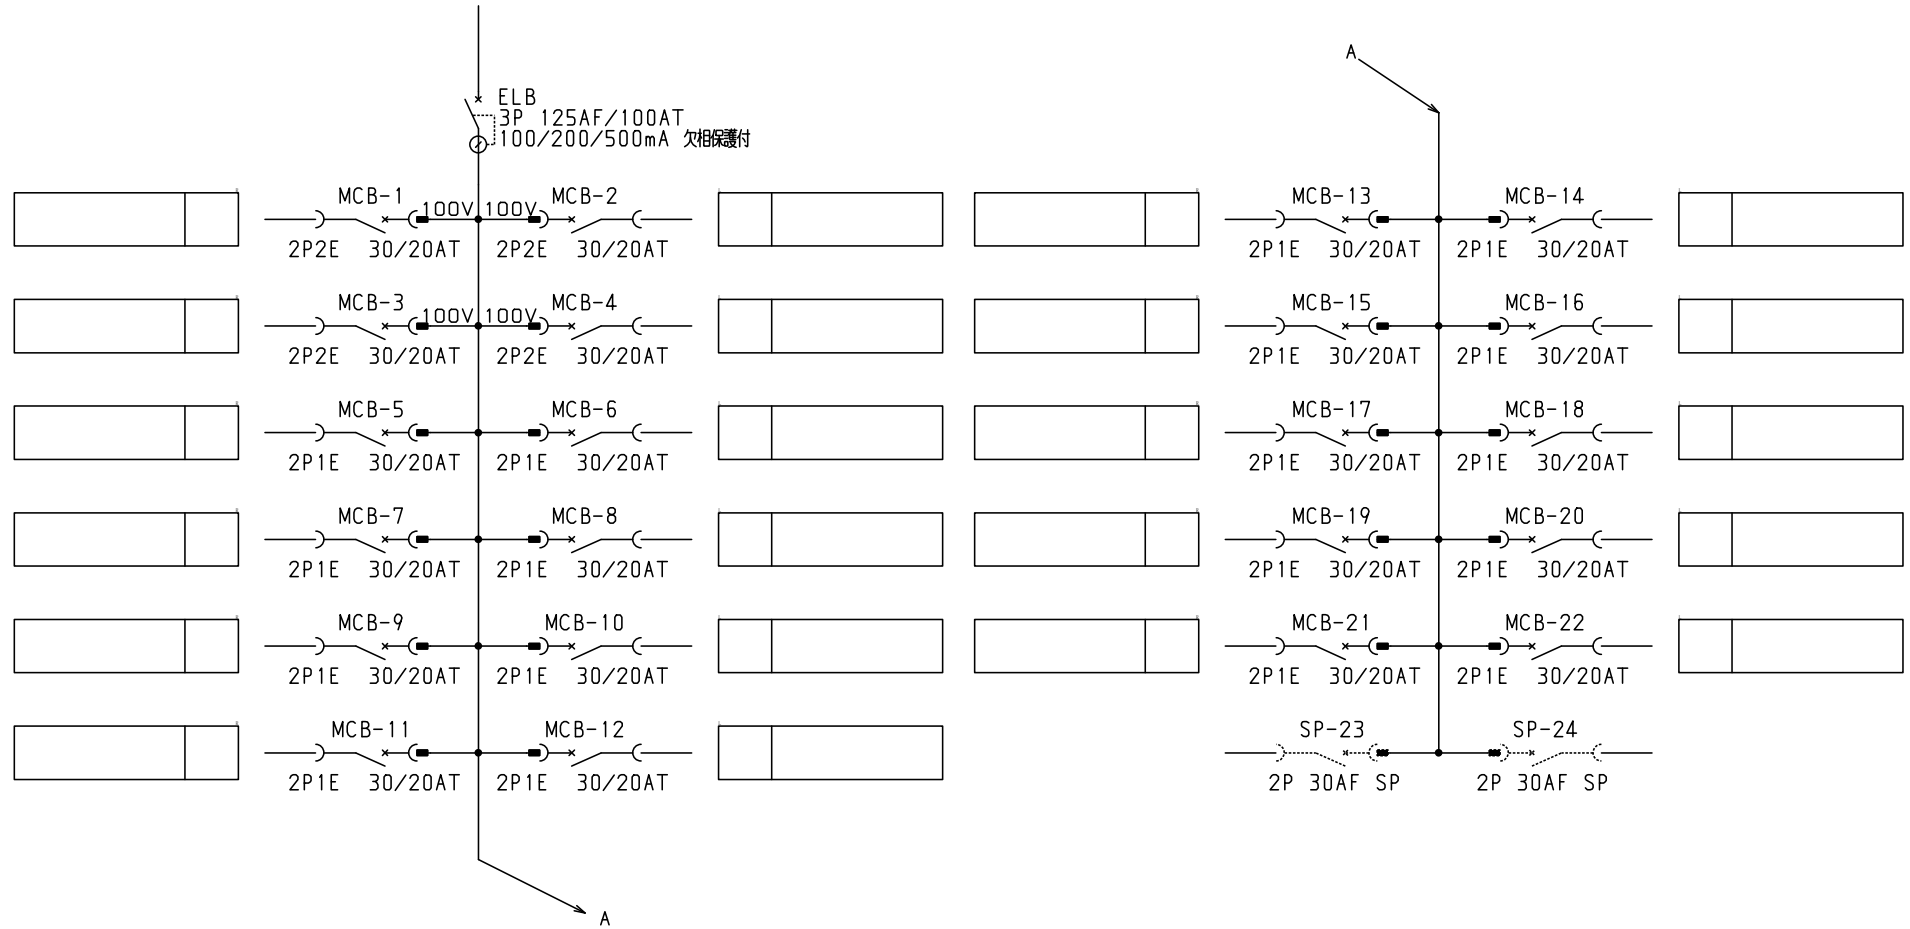 A
ELB
3P 125AF/100AT
100/200/500mA 欠相保護付
MCB-1 100V 100V MCB-2
2P2E 30/20AT 2P2E 30/20AT
MCB-3 100V 100V MCB-4
2P2E 30/20AT 2P2E 30/20AT
MCB-5 MCB-6
2P1E 30/20AT 2P1E 30/20AT
MCB-7 MCB-8
2P1E 30/20AT 2P1E 30/20AT
MCB-9 MCB-10
2P1E 30/20AT 2P1E 30/20AT
MCB-11 MCB-12
2P1E 30/20AT 2P1E 30/20AT
A
MCB-13 MCB-14
2P1E 30/20AT 2P1E 30/20AT
MCB-15 MCB-16
2P1E 30/20AT 2P1E 30/20AT
MCB-17 MCB-18
2P1E 30/20AT 2P1E 30/20AT
MCB-19 MCB-20
2P1E 30/20AT 2P1E 30/20AT
MCB-21 MCB-22
2P1E 30/20AT 2P1E 30/20AT
SP-23 SP-24
2P 30AF SP 2P 30AF SP